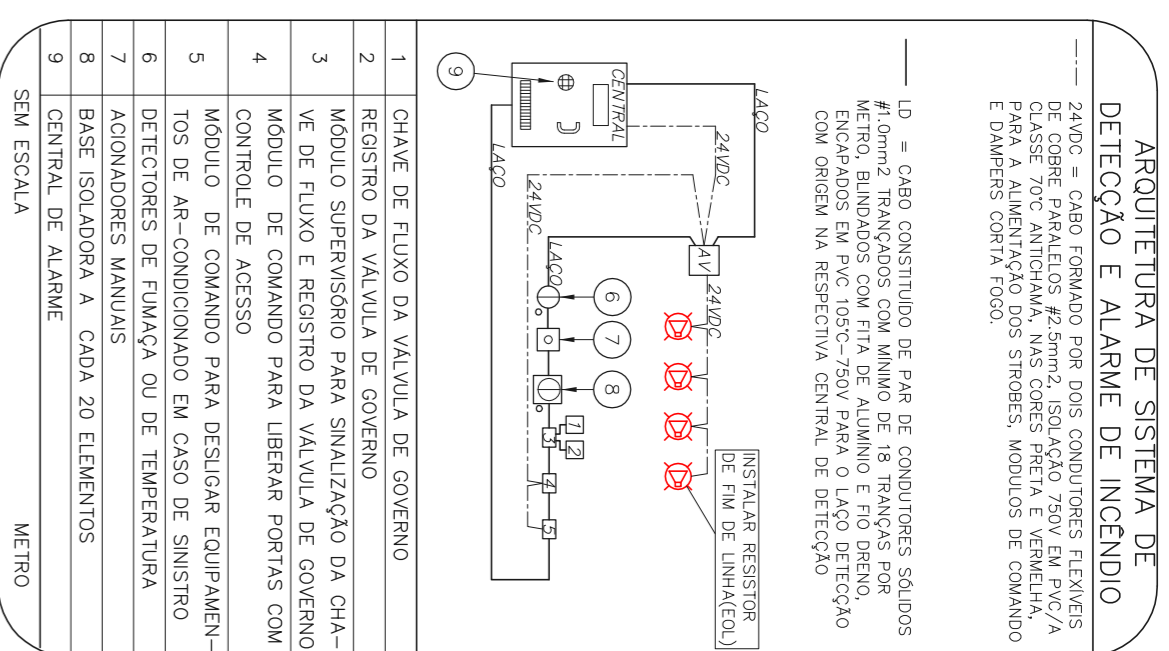 ARQUITETURA DE SISTEMA DE
DETECÇÃO E ALARME DE INCÊNDIO
24VDC = CABO FORMADO POR DOIS CONDUTORES FLEXÍVEIS
DE COBRE PARALELOS #2.5mm2, ISOLAÇÃO 750V EM PVC/A
CLASSE 70°C ANTICHAMA, NAS CORES PRETA E VERMELHA,
PARA A ALIMENTAÇÃO DOS STROBES, MODULOS DE COMANDO
E DAMPERS CORTA FOGO.
LD = CABO CONSTITUÍDO DE PAR DE CONDUTORES SÓLIDOS
#1.0mm2 TRANÇADOS COM MÍNIMO DE 18 TRANÇAS POR
METRO, BLINDADOS COM FITA DE ALUMÍNIO E FIO DRENO,
ENCAPADOS EM PVC 105°C-750V PARA O LAÇO DETECÇÃO
COM ORIGEM NA RESPECTIVA CENTRAL DE DETECÇÃO
LAÇO
24VDC
AV
24VDC
INSTALAR RESISTOR
DE FIM DE LINHA(EOL)
CENTRAL
9
24VDC
LAÇO
LAÇO
6
7
8
1
2
3
4
5
1 CHAVE DE FLUXO DA VÁLVULA DE GOVERNO
2 REGISTRO DA VÁLVULA DE GOVERNO
3 MÓDULO SUPERVISÓRIO PARA SINALIZAÇÃO DA CHA-
VE DE FLUXO E REGISTRO DA VÁLVULA DE GOVERNO
4 MÓDULO DE COMANDO PARA LIBERAR PORTAS COM
CONTROLE DE ACESSO
5 MÓDULO DE COMANDO PARA DESLIGAR EQUIPAMEN-
TOS DE AR-CONDICIONADO EM CASO DE SINISTRO
6 DETECTORES DE FUMAÇA OU DE TEMPERATURA
7 ACIONADORES MANUAIS
8 BASE ISOLADORA A CADA 20 ELEMENTOS
9 CENTRAL DE ALARME
SEM ESCALA METRO